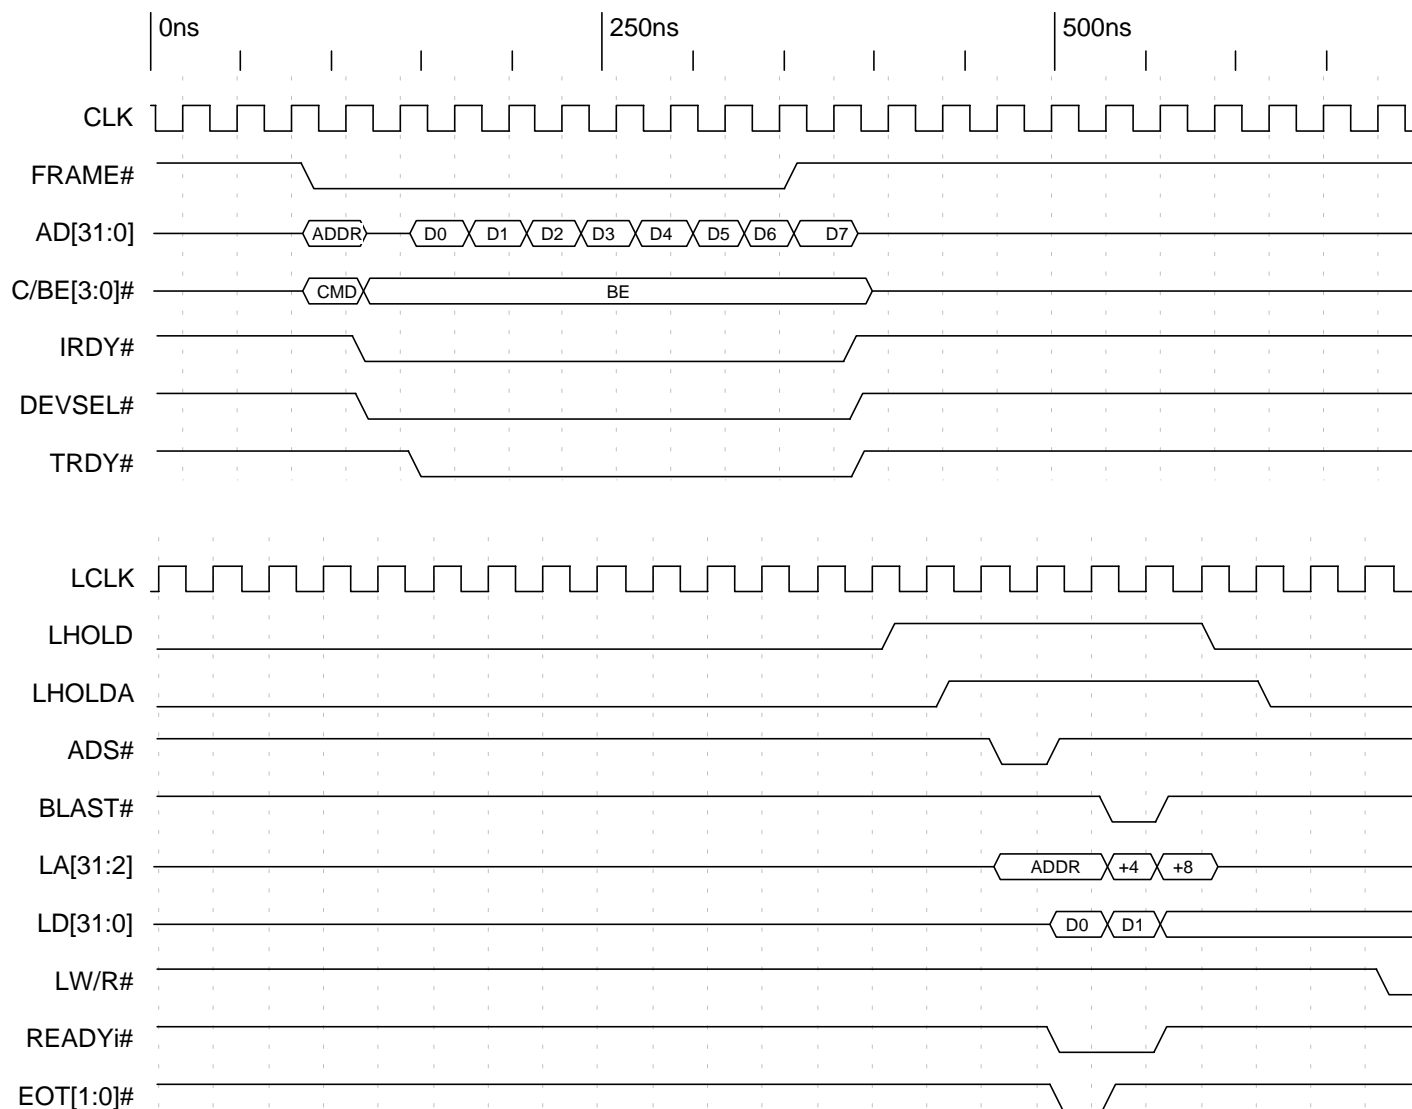 0ns 250ns 500ns
CLK
FRAME#
AD[31:0] ADDR D0 D1 D2 D3 D4 D5 D6 D7
C/BE[3:0]# CMD BE
IRDY#
DEVSEL#
TRDY#
LCLK
LHOLD
LHOLDA
ADS#
BLAST#
LA[31:2] ADDR +4 +8
LD[31:0] D0 D1
LW/R#
READYi#
EOT[1:0]#